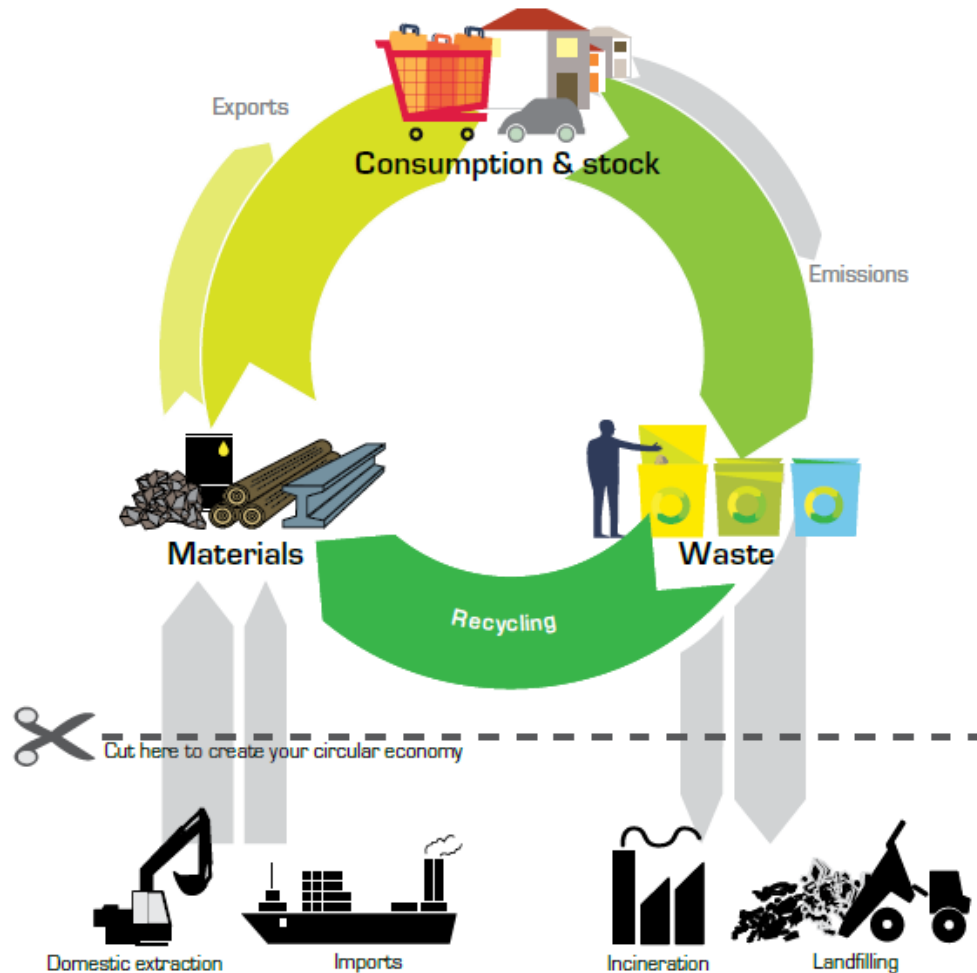 Exports
Consumption & stock
Emissions
Materials
Waste
Recycling
Cut here to create your circular economy
Domestic extraction
Imports
Incineration
Landfilling